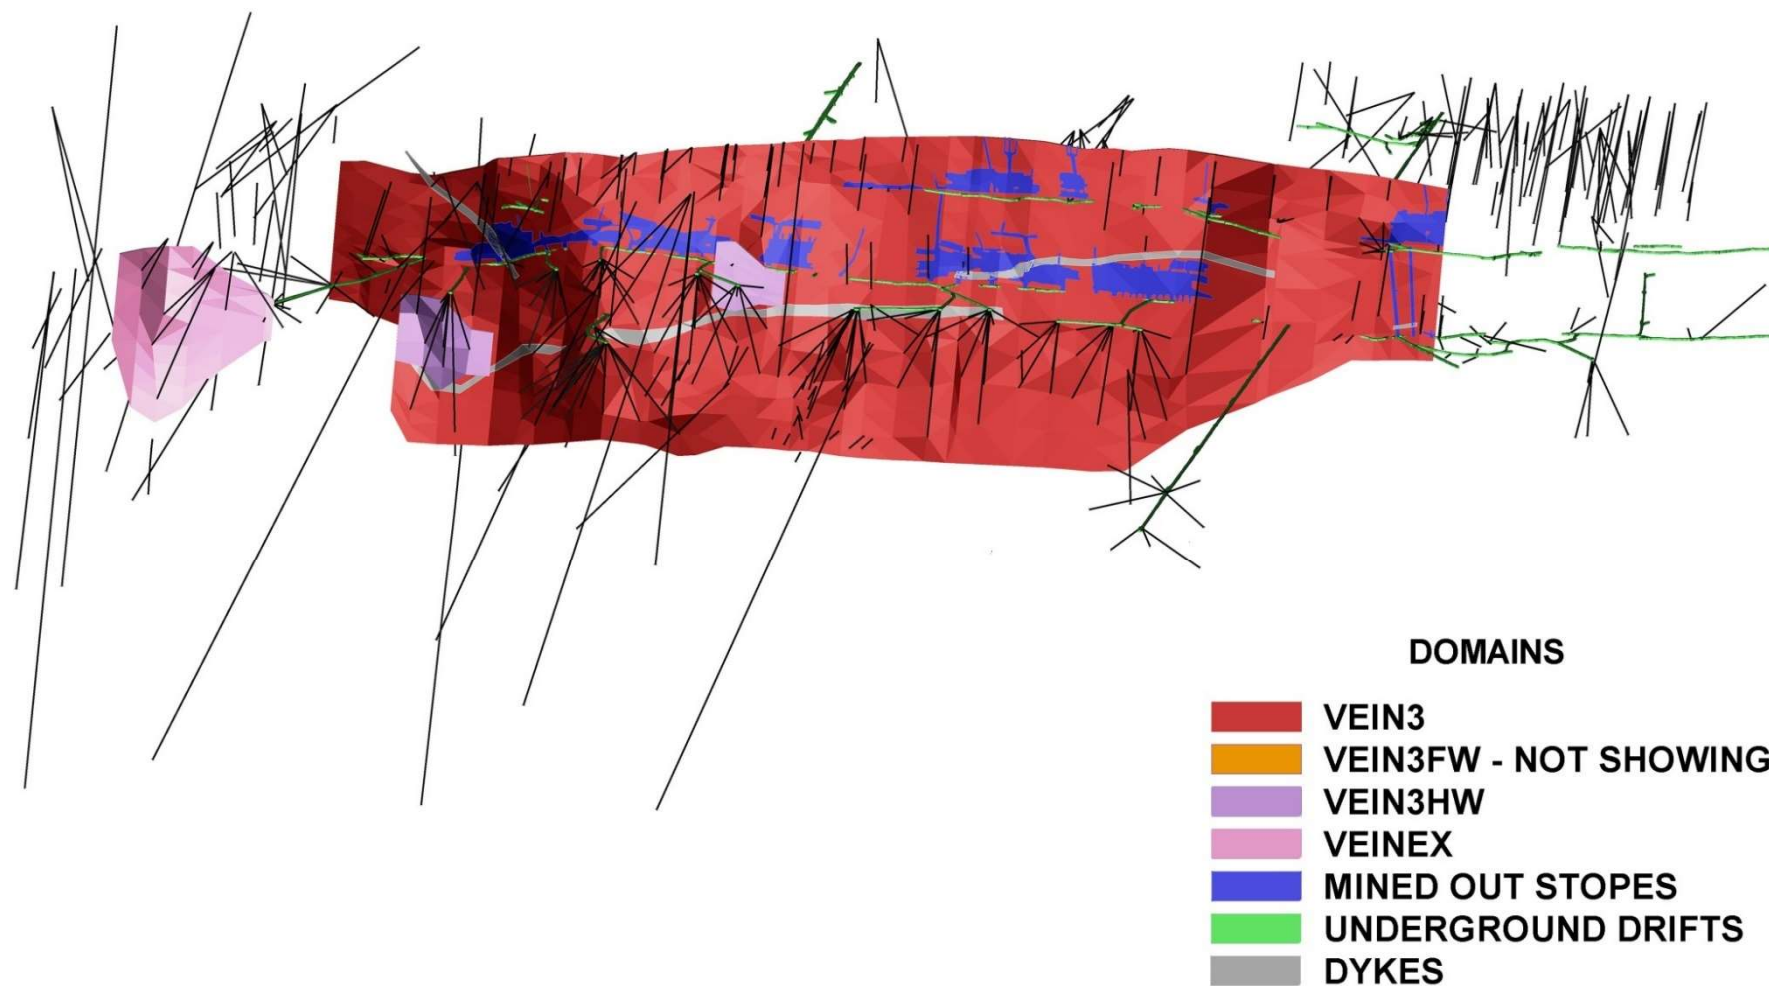 DOMAINS
VEIN3
VEIN3FW - NOT SHOWING
VEIN3HW
VEINEX
MINED OUT STOPES
UNDERGROUND DRIFTS
DYKES